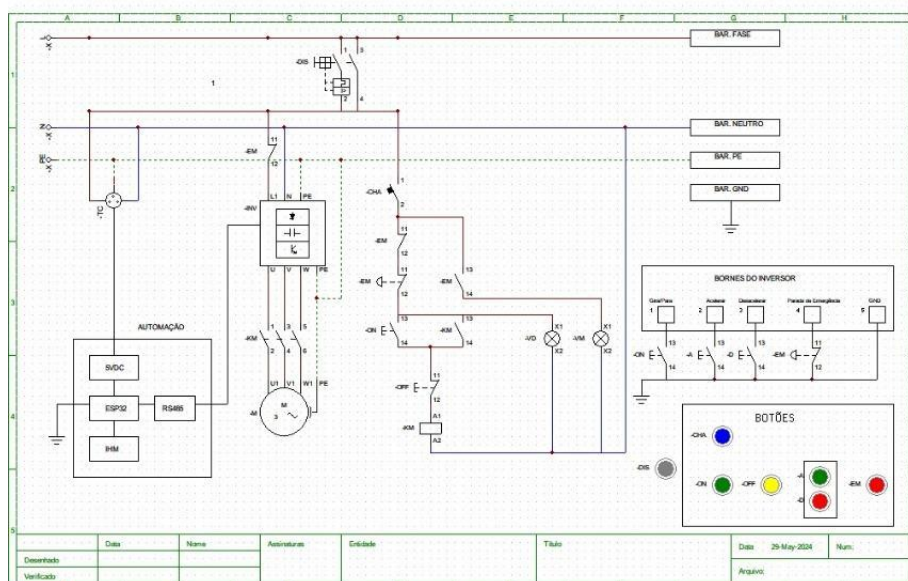 A B C D E F G H
1
L
-X
BAR. FASE
1 3
-DIS
2 4
1
N
-X
BAR. NEUTRO
11
-EM
12
PE
-X
BAR. PE
2
1
-CHA
2
BAR. GND
-TC
L1 N PE
-INV
11
-EM
12
U V W PE
11
-EM
12
13
-EM
14
BORNES DO INVERSOR
Gira/Para
1
Acelerar
2
Desacelerar
3
Parada de Emergência
4
GND
5
3
AUTOMAÇÃO
1 3 5
-KM
2 4 6
13
-ON
14
13
-KM
14
X1
-VD
X2
X1
-VM
X2
13
-ON
14
13
-A
14
13
-D
14
11
-EM
12
5VDC
ESP32
RS485
IHM
U1 V1 W1 PE
M
3
-M
11
-OFF
12
A1
-KM
A2
4
BOTÕES
-CHA
-DIS
-ON
-OFF
-A
-D
-EM
5
Data Nome Assinaturas Entidade Título Data 29-May-2024 Num:
Desenhado
Verificado
Arquivo: